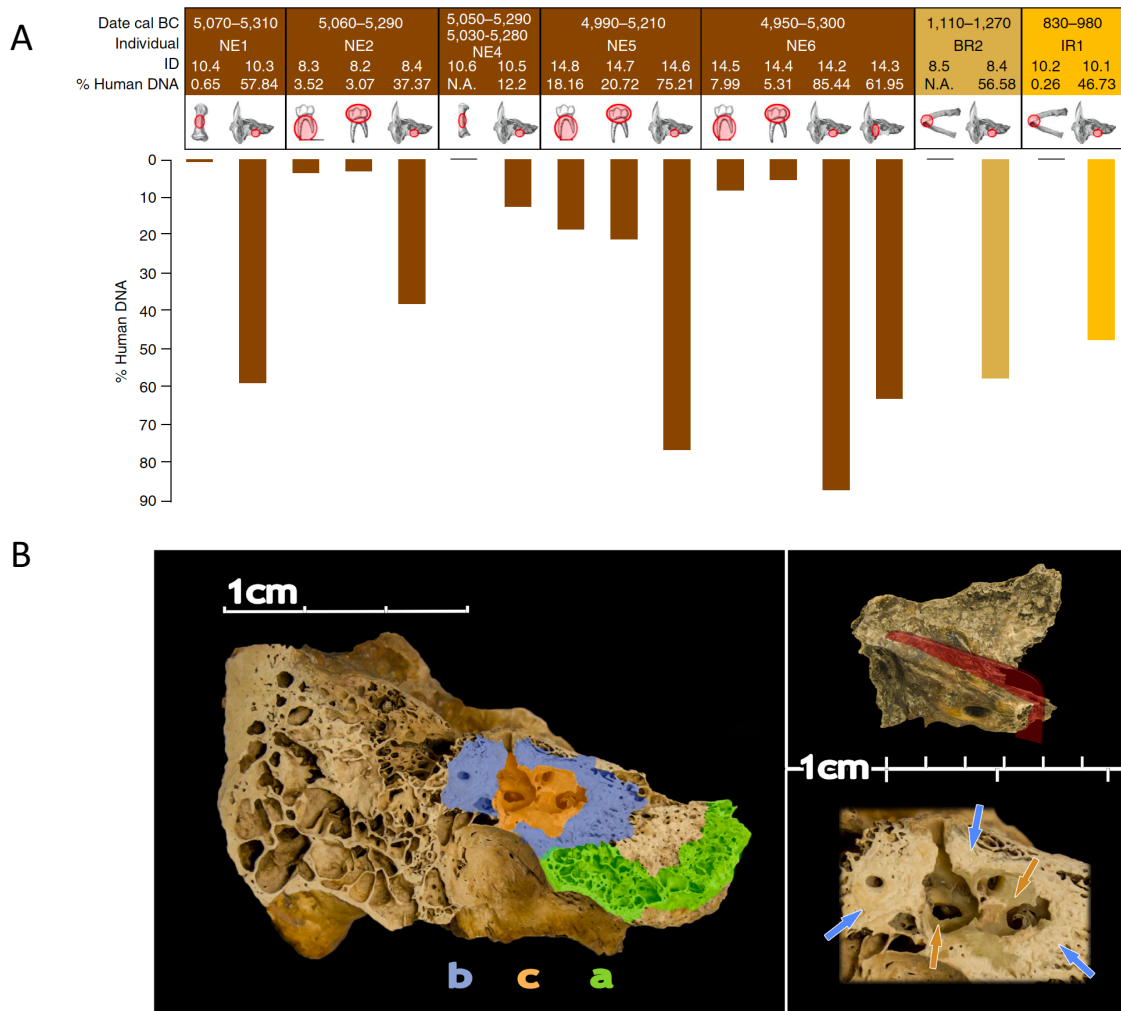 A
Date cal BC 5,070–5,310 5,060–5,290 5,050–5,290 4,990–5,210 4,950–5,300 1,110–1,270 830–980
5,030-5,280
Individual NE1 NE2 NE4 NE5 NE6 BR2 IR1
ID 10.4 10.3 8.3 8.2 8.4 10.6 10.5 14.8 14.7 14.6 14.5 14.4 14.2 14.3 8.5 8.4 10.2 10.1
% Human DNA 0.65 57.84 3.52 3.07 37.37 N.A. 12.2 18.16 20.72 75.21 7.99 5.31 85.44 61.95 N.A. 56.58 0.26 46.73
0
10
20
30
40
50
60
70
80
90
% Human DNA
B
1cm
b c a
1cm